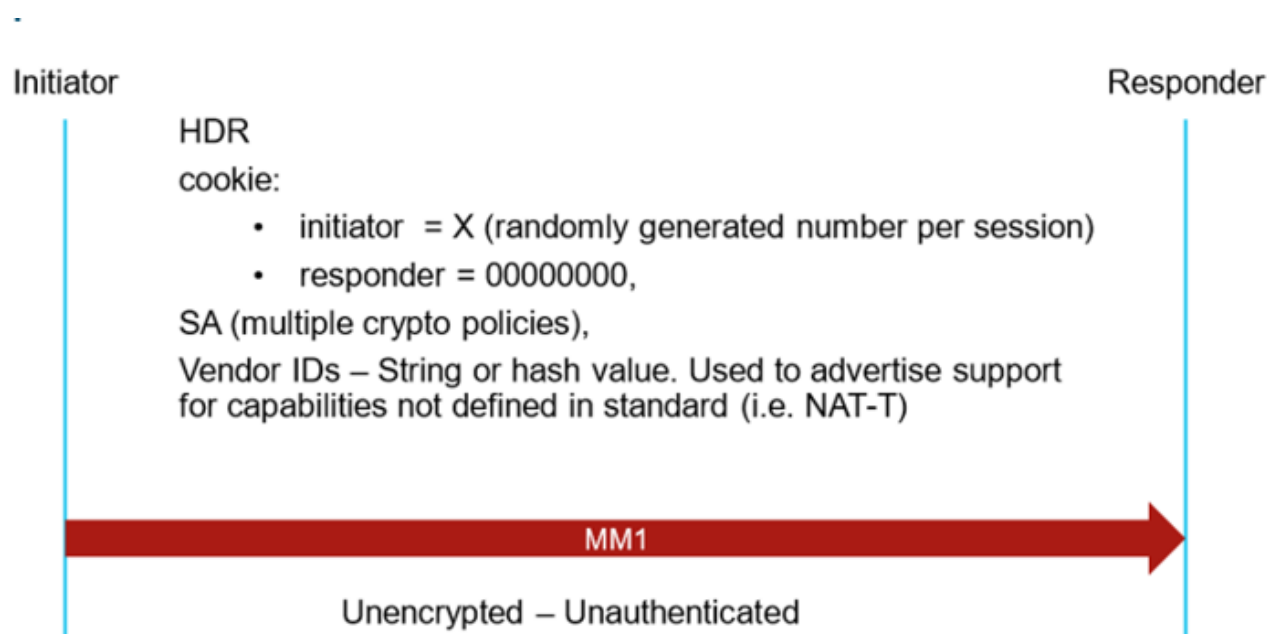 Initiator
Responder
HDR
cookie:
• initiator = X (randomly generated number per session)
• responder = 00000000,
SA (multiple crypto policies),
Vendor IDs – String or hash value. Used to advertise support
for capabilities not defined in standard (i.e. NAT-T)
MM1
Unencrypted – Unauthenticated